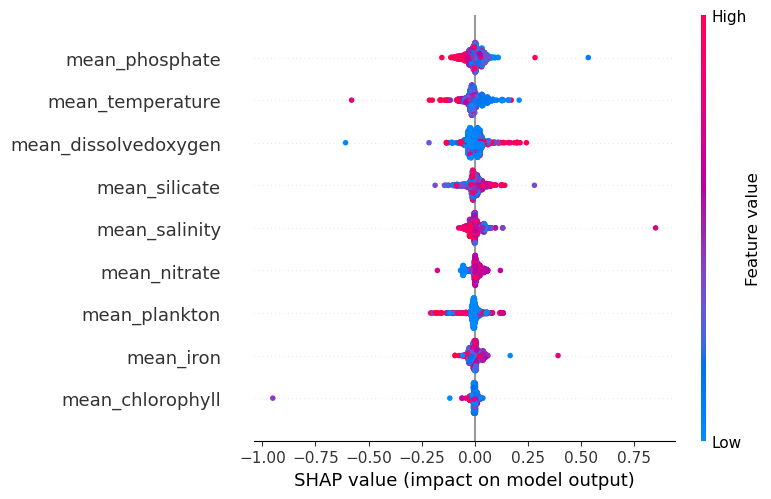 High
mean_phosphate
mean_temperature
mean_dissolvedoxygen
mean_silicate
mean_salinity
mean_nitrate
mean_plankton
mean_iron
mean_chlorophyll
Feature value
Low
−1.00 −0.75 −0.50 −0.25 0.00 0.25 0.50 0.75
SHAP value (impact on model output)